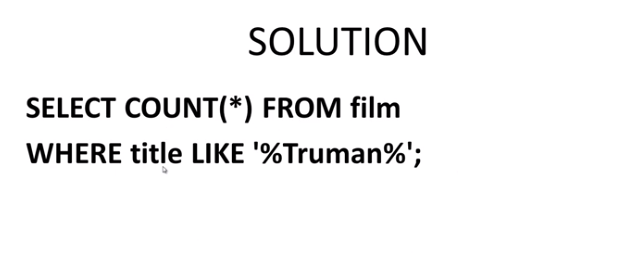 SOLUTION
SELECT COUNT(*) FROM film
WHERE title LIKE '%Truman%';